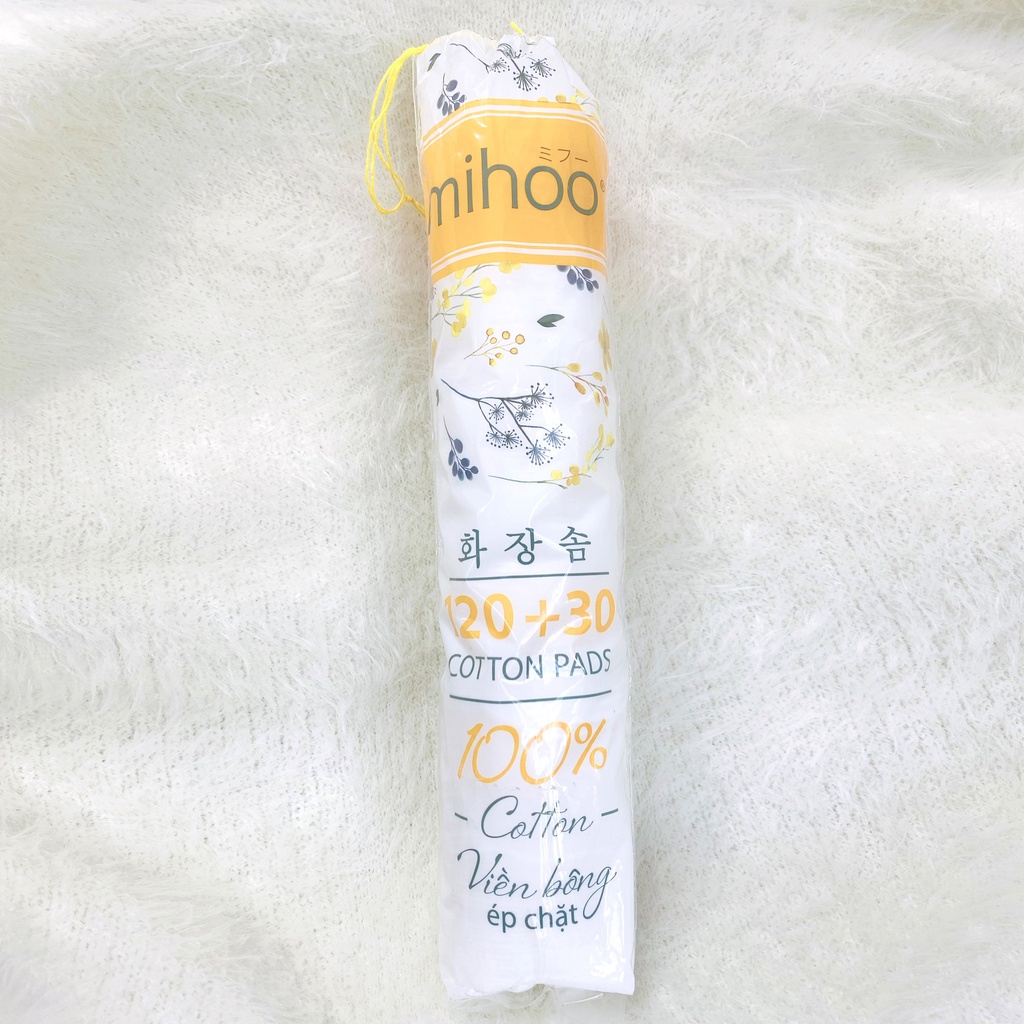 ミフー
mihoo
화장솜
120+30
COTTON PADS
100%
- Cotton -
Viền bông
ép chặt